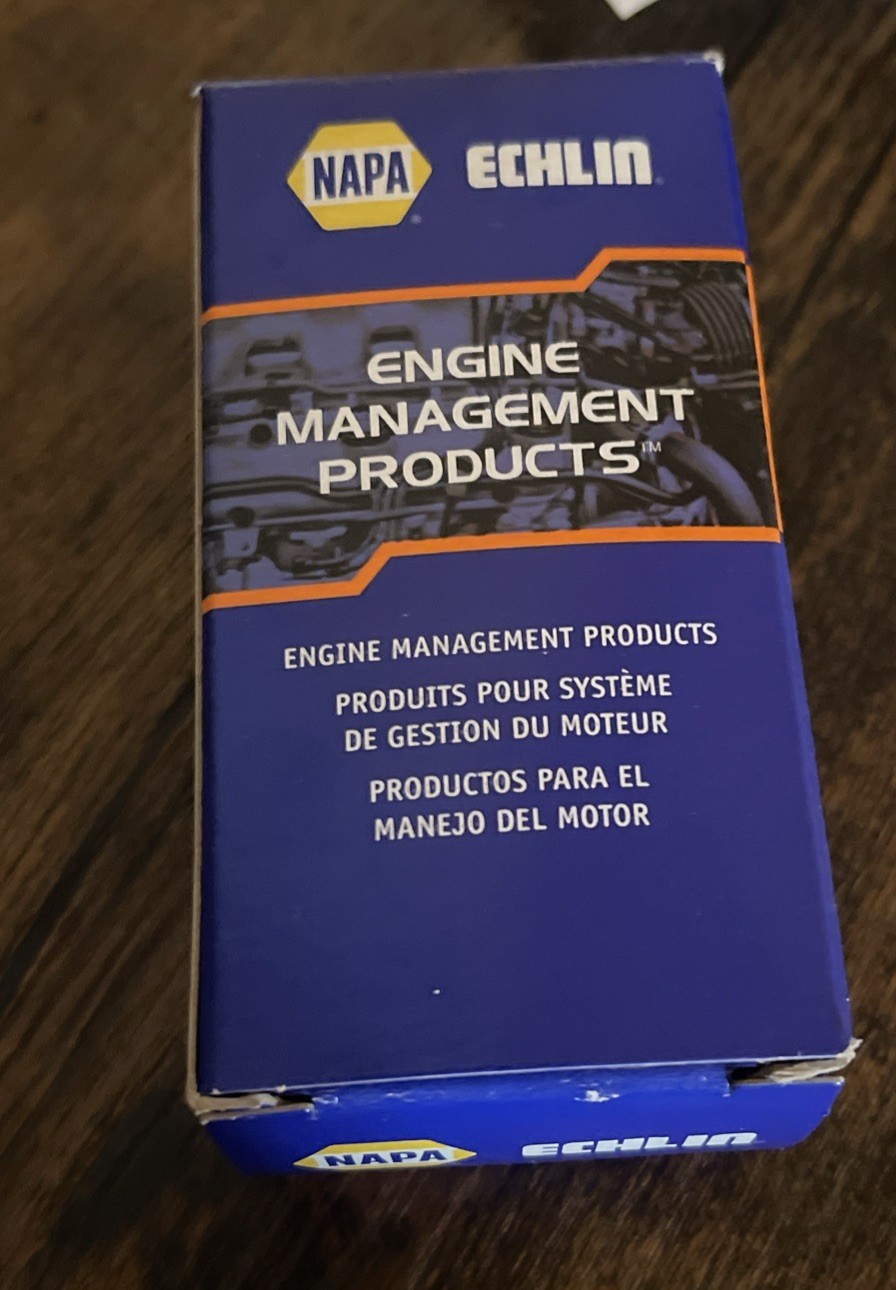 NAPA ECHLIN
ENGINE
MANAGEMENT
PRODUCTS™
ENGINE MANAGEMENT PRODUCTS
PRODUITS POUR SYSTÈME
DE GESTION DU MOTEUR
PRODUCTOS PARA EL
MANEJO DEL MOTOR
NAPA ECHLIN